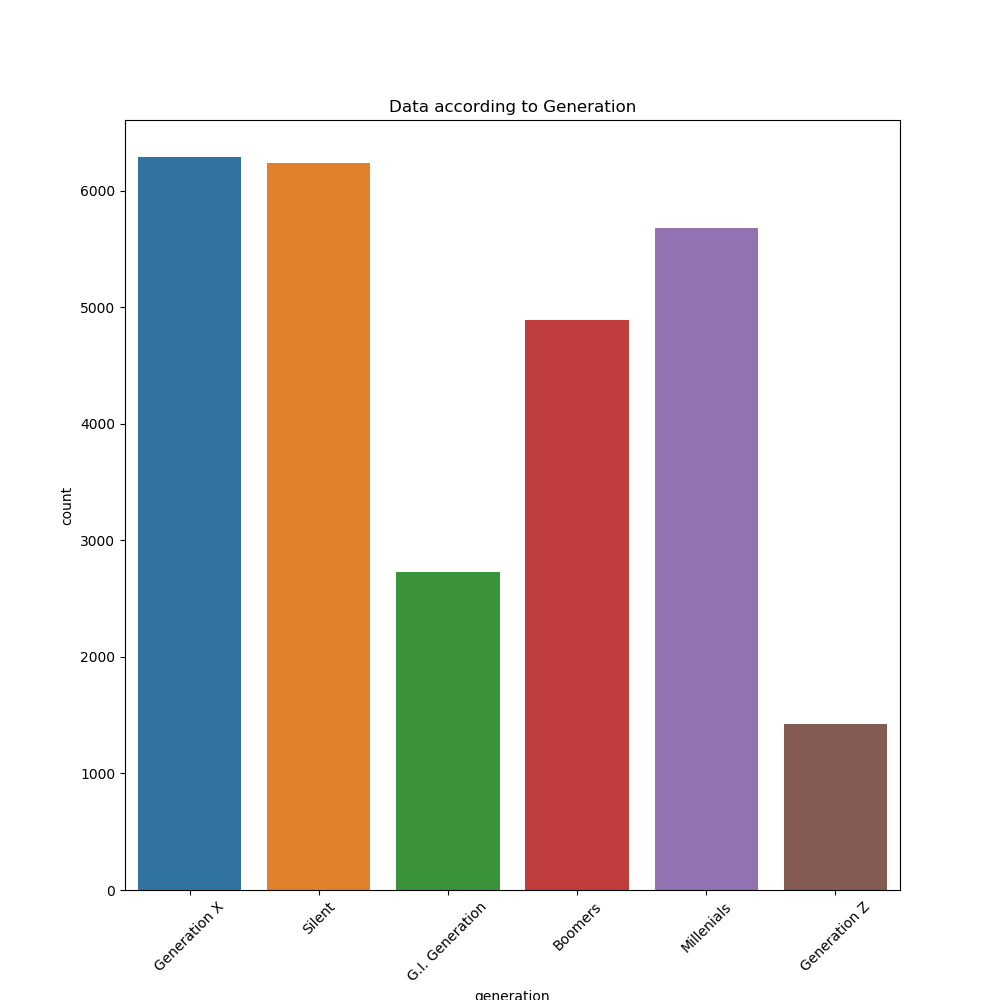 Data according to Generation
6000
5000
4000
3000
2000
1000
0
count
Generation X
Silent
G.I. Generation
Boomers
Millenials
Generation Z
generation